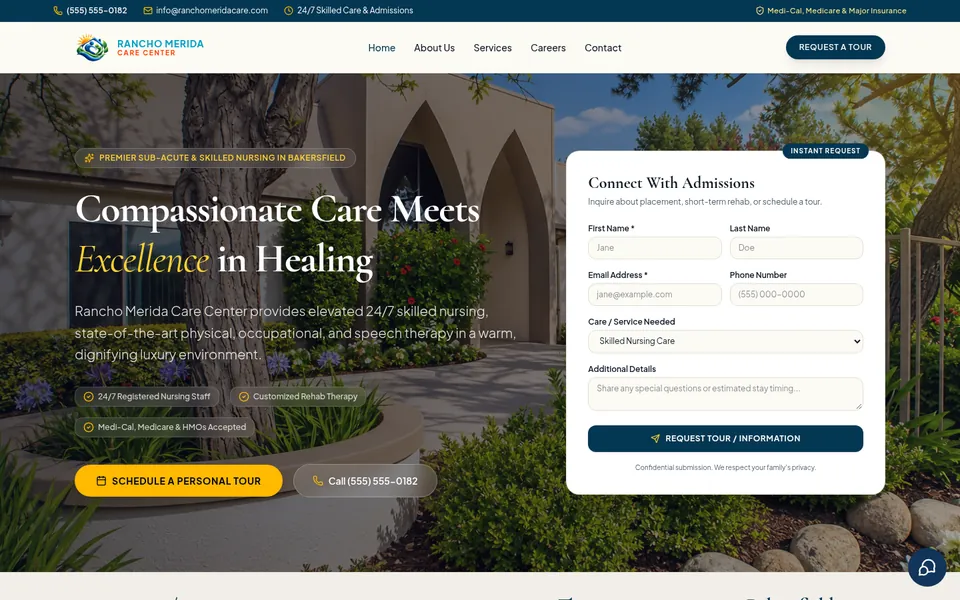 (555) 555-0182
info@ranchomeridacare.com
24/7 Skilled Care & Admissions
Medi-Cal, Medicare & Major Insurance
RANCHO MERIDA
CARE CENTER
Home
About Us
Services
Careers
Contact
REQUEST A TOUR
PREMIER SUB-ACUTE & SKILLED NURSING IN BAKERSFIELD
Compassionate Care Meets
Excellence in Healing
Rancho Merida Care Center provides elevated 24/7 skilled nursing,
state-of-the-art physical, occupational, and speech therapy in a warm,
dignifying luxury environment.
24/7 Registered Nursing Staff
Customized Rehab Therapy
Medi-Cal, Medicare & HMOs Accepted
SCHEDULE A PERSONAL TOUR
Call (555) 555-0182
INSTANT REQUEST
Connect With Admissions
Inquire about placement, short-term rehab, or schedule a tour.
First Name *
Last Name
Jane
Doe
Email Address *
Phone Number
jane@example.com
(555) 000-0000
Care / Service Needed
Skilled Nursing Care
Additional Details
Share any special questions or estimated stay timing...
REQUEST TOUR / INFORMATION
Confidential submission. We respect your family's privacy.